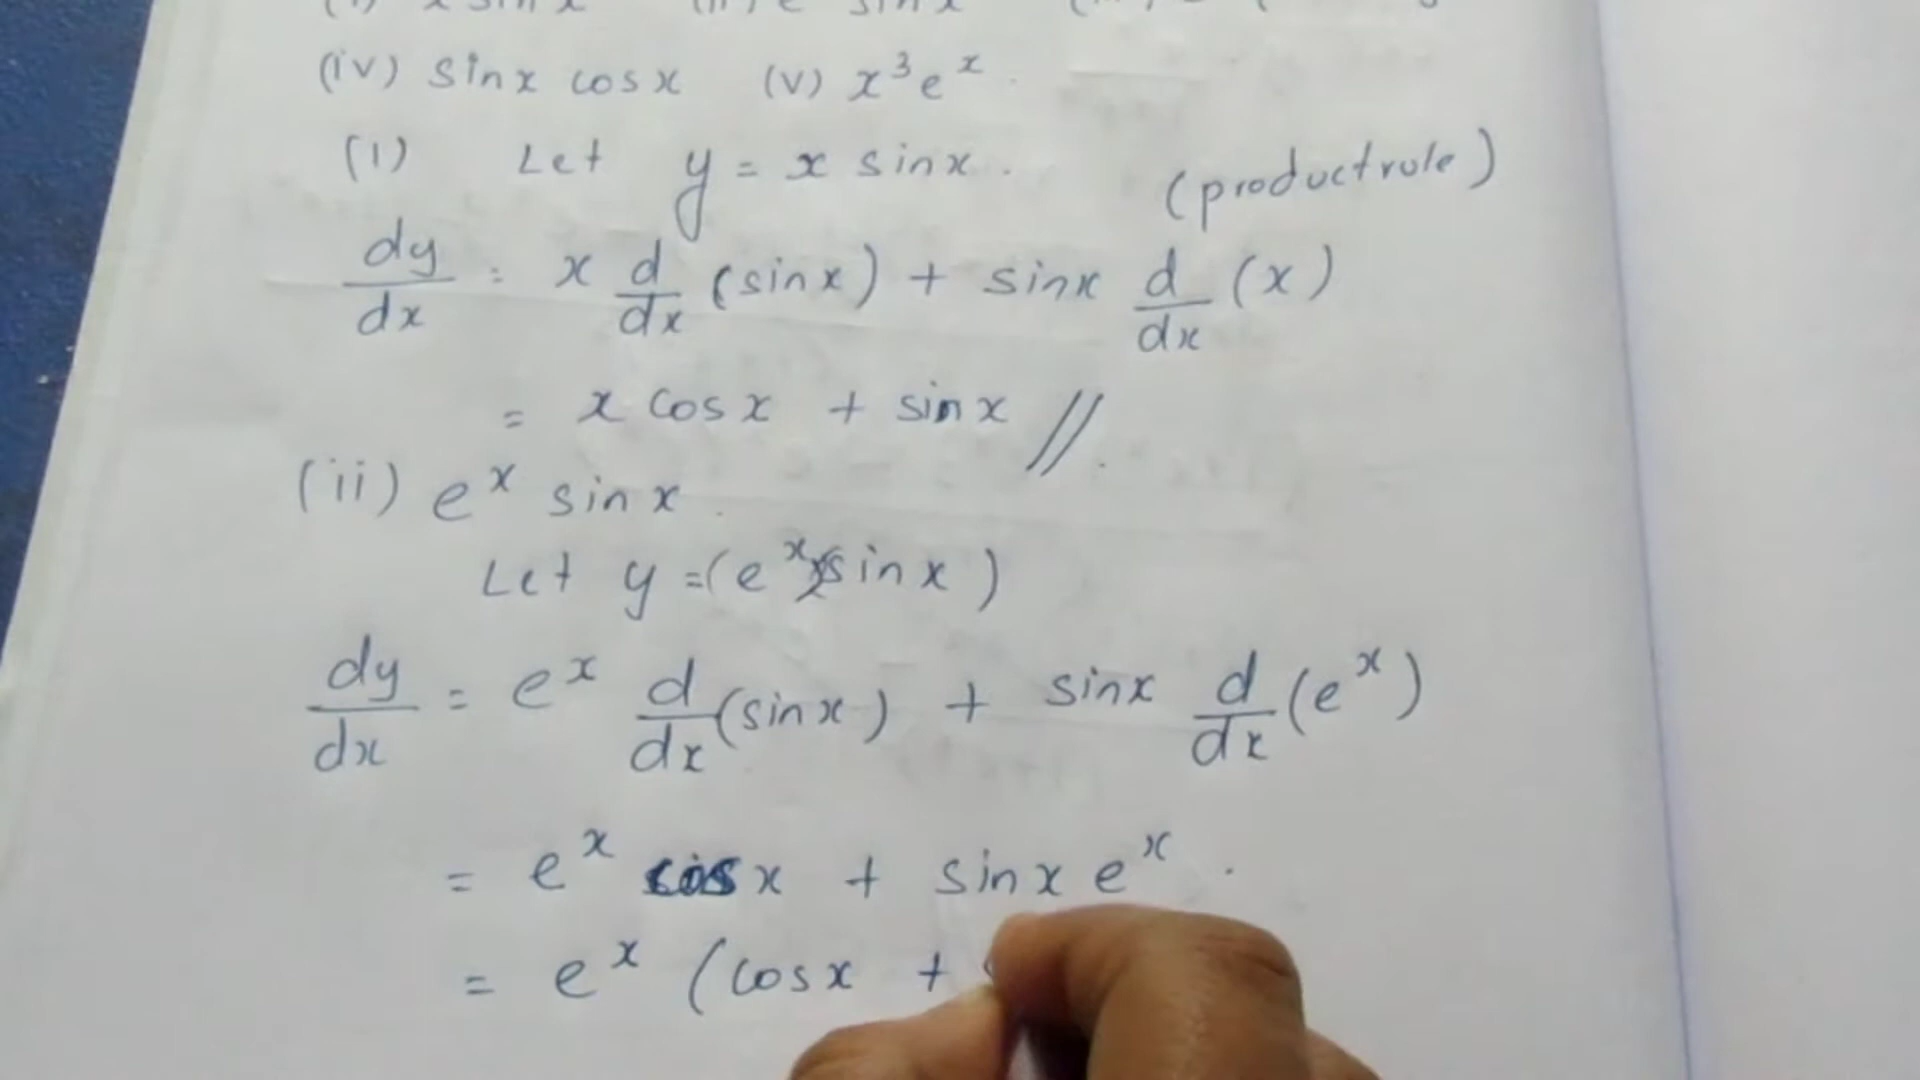 (iv) sinx cosx (v) x³eˣ.
(1) Let y = x sinx.
(productrule)
dy/dx = x d/dx (sinx) + sinx d/dx (x)
= x cosx + sinx //.
(ii) eˣ sinx.
Let y = (eˣ sinx)
dy/dx = eˣ d/dx (sinx) + sinx d/dx (eˣ)
= eˣ cosx + sinx eˣ.
= eˣ (cosx +